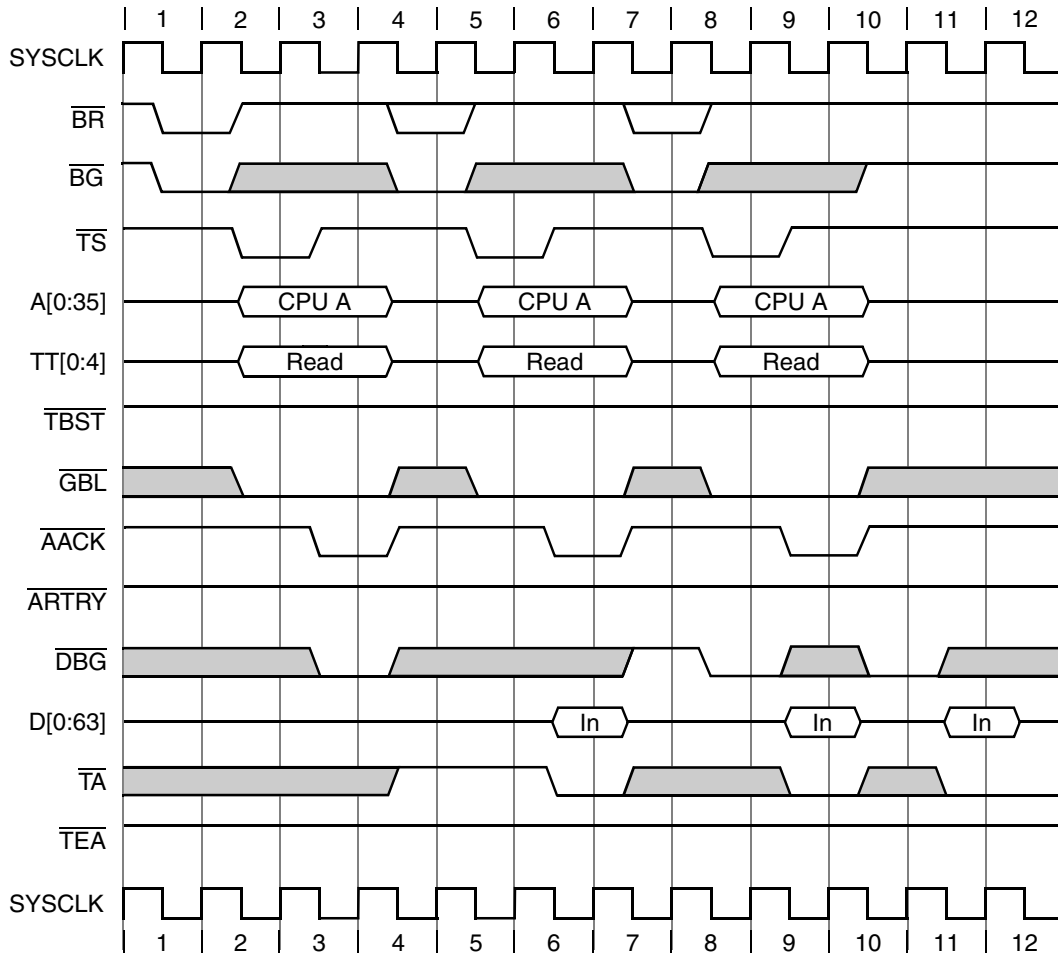 1 2 3 4 5 6 7 8 9 10 11 12
SYSCLK
BR
BG
TS
A[0:35] CPU A CPU A CPU A
TT[0:4] Read Read Read
TBST
GBL
AACK
ARTRY
DBG
D[0:63] In In In
TA
TEA
SYSCLK
1 2 3 4 5 6 7 8 9 10 11 12